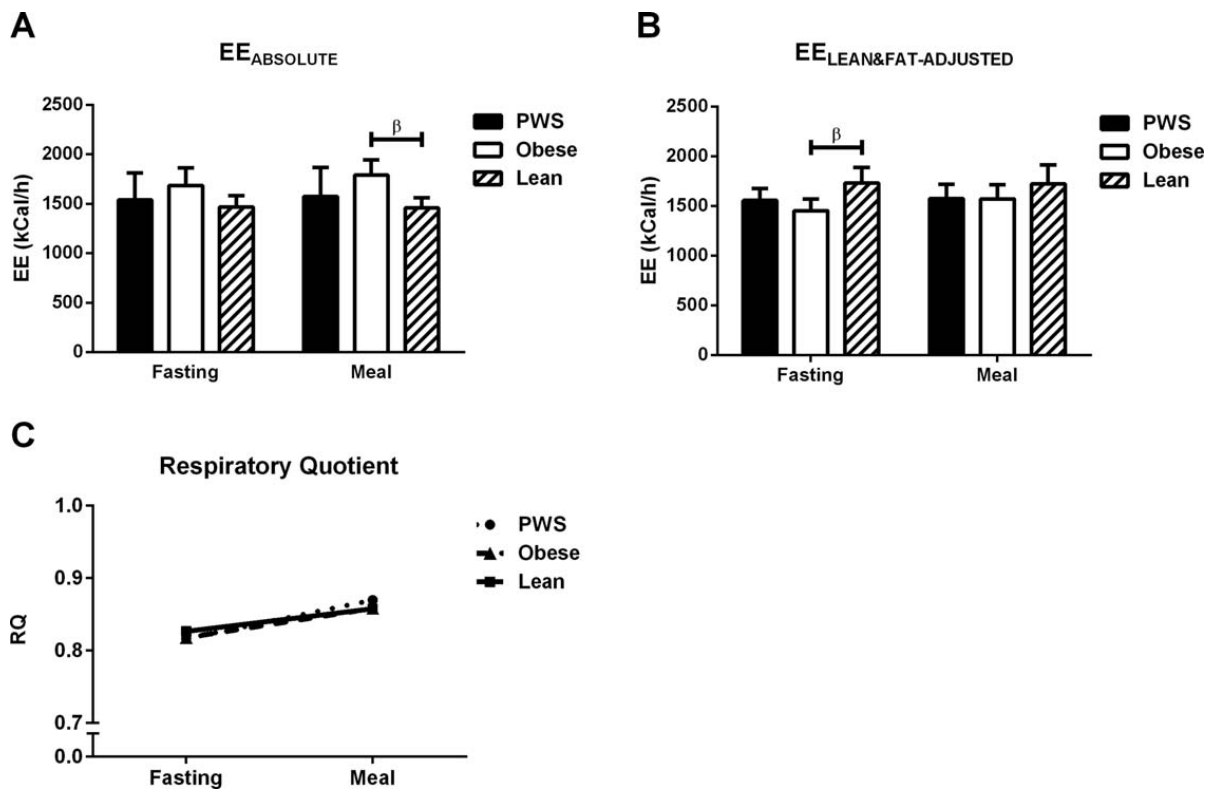 A
EE_ABSOLUTE
EE (kCal/h)
2500
2000
1500
1000
500
0
β
Fasting
Meal
PWS
Obese
Lean
B
EE_LEAN&FAT-ADJUSTED
EE (kCal/h)
2500
2000
1500
1000
500
0
β
Fasting
Meal
PWS
Obese
Lean
C
Respiratory Quotient
RQ
1.0
0.9
0.8
0.7
0.0
Fasting
Meal
PWS
Obese
Lean